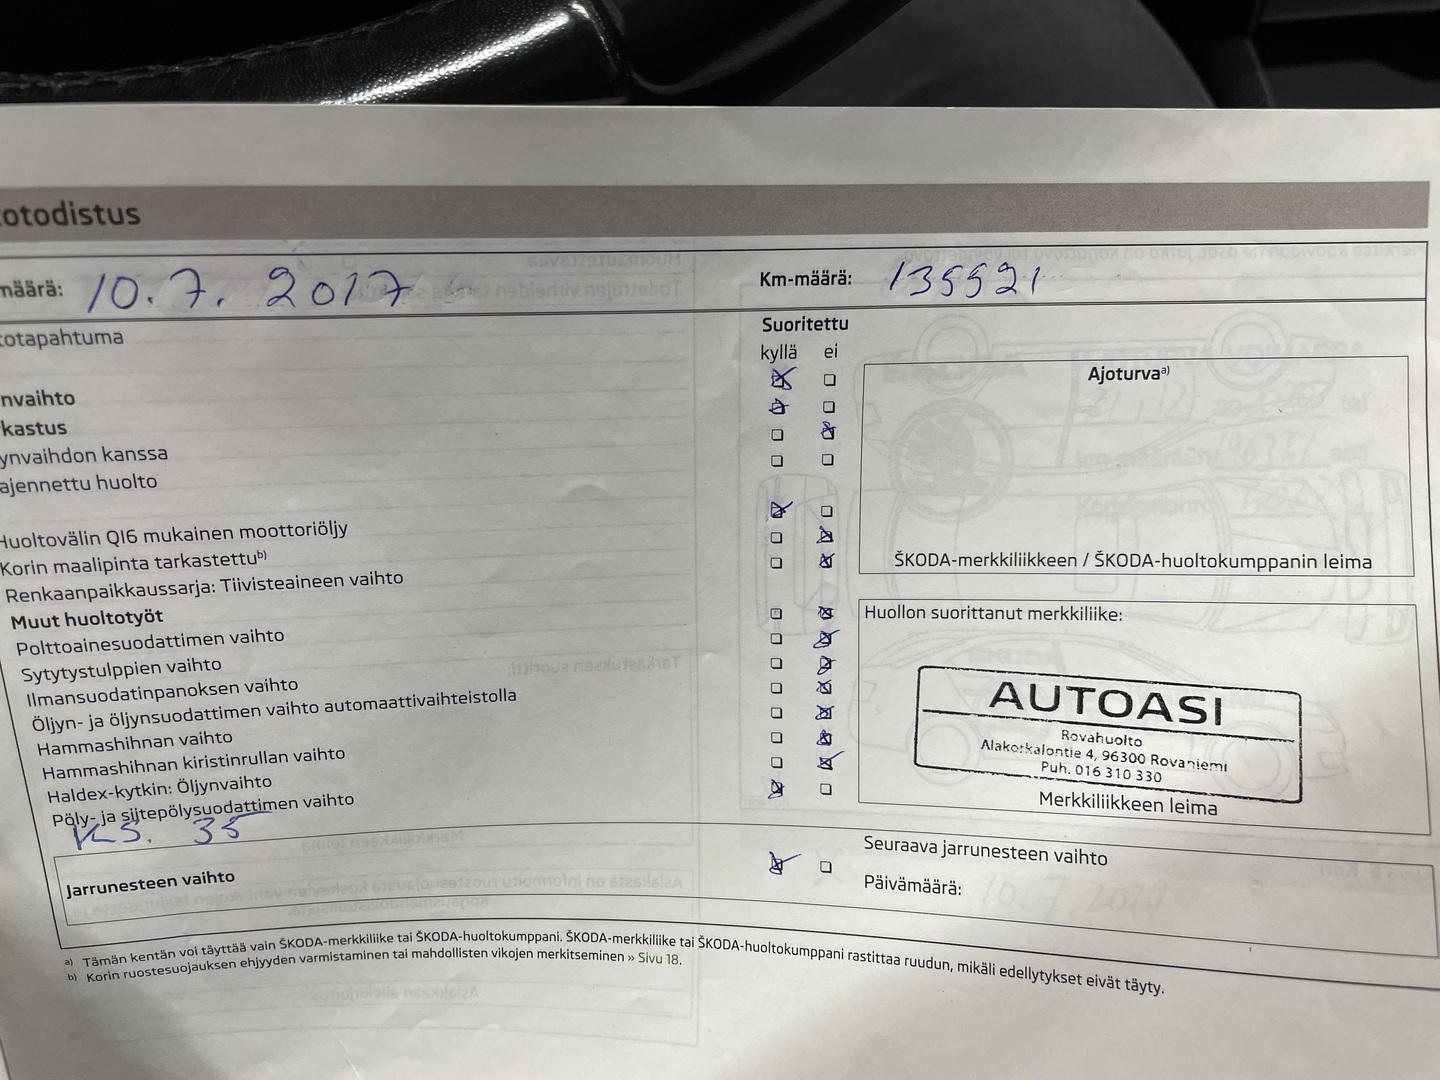 otodistus
määrä: 10.7.2017 Km-määrä: 135521
otapahtuma Suoritettu
kyllä ei
nvaihto
kastus
ynvaihdon kanssa
ajennettu huolto
Huoltovälin QI6 mukainen moottoriöljy
Korin maalipinta tarkastettu b)
Renkaanpaikkaussarja: Tiivisteaineen vaihto
Muut huoltotyöt
Polttoainesuodattimen vaihto
Sytytystulppien vaihto
Ilmansuodatinpanoksen vaihto
Öljyn- ja öljynsuodattimen vaihto automaattivaihteistolla
Hammashihnan vaihto
Hammashihnan kiristinrullan vaihto
Haldex-kytkin: Öljynvaihto
Pöly- ja siitepölysuodattimen vaihto
KS. 35
Jarrunesteen vaihto
Ajoturva a)
ŠKODA-merkkiliikkeen / ŠKODA-huoltokumppanin leima
Huollon suorittanut merkkiliike:
AUTOASI
Rovahuolto
Alakorkalontie 4, 96300 Rovaniemi
Puh. 016 310 330
Merkkiliikkeen leima
Seuraava jarrunesteen vaihto
Päivämäärä:
a) Tämän kentän voi täyttää vain ŠKODA-merkkiliike tai ŠKODA-huoltokumppani. ŠKODA-merkkiliike tai ŠKODA-huoltokumppani rastittaa ruudun, mikäli edellytykset eivät täyty.
b) Korin ruostesuojauksen ehjyyden varmistaminen tai mahdollisten vikojen merkitseminen » Sivu 18.